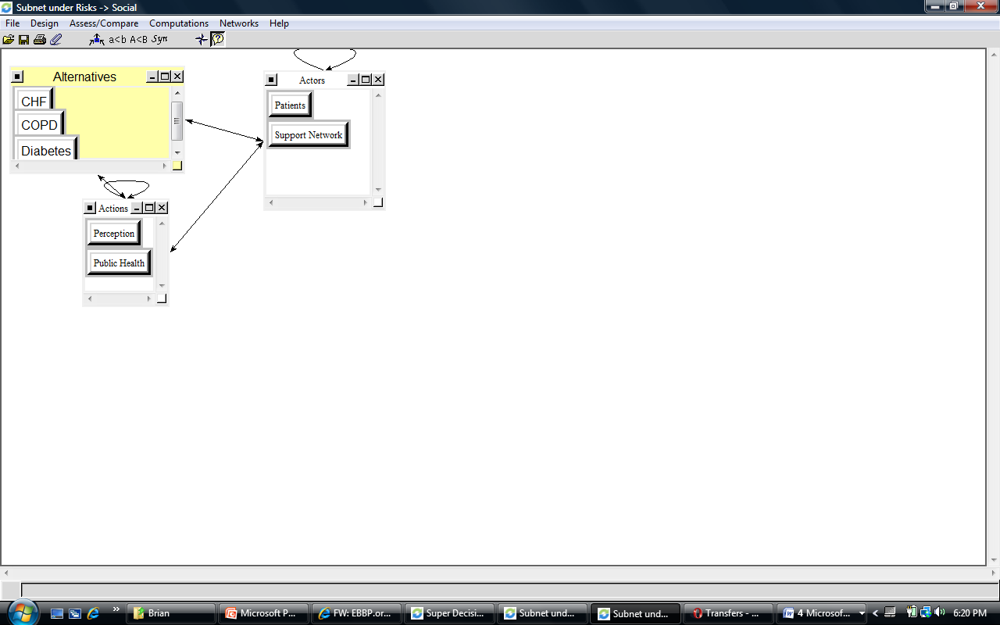 Subnet under Risks -> Social
File Design Assess/Compare Computations Networks Help
a<b A<B Syn
Alternatives
CHF
COPD
Diabetes
Actors
Patients
Support Network
Actions
Perception
Public Health
Brian Microsoft P... FW: EBBP.or... Super Decisi... Subnet und... Subnet und... Transfers - ... 4 Microsof... 6:20 PM